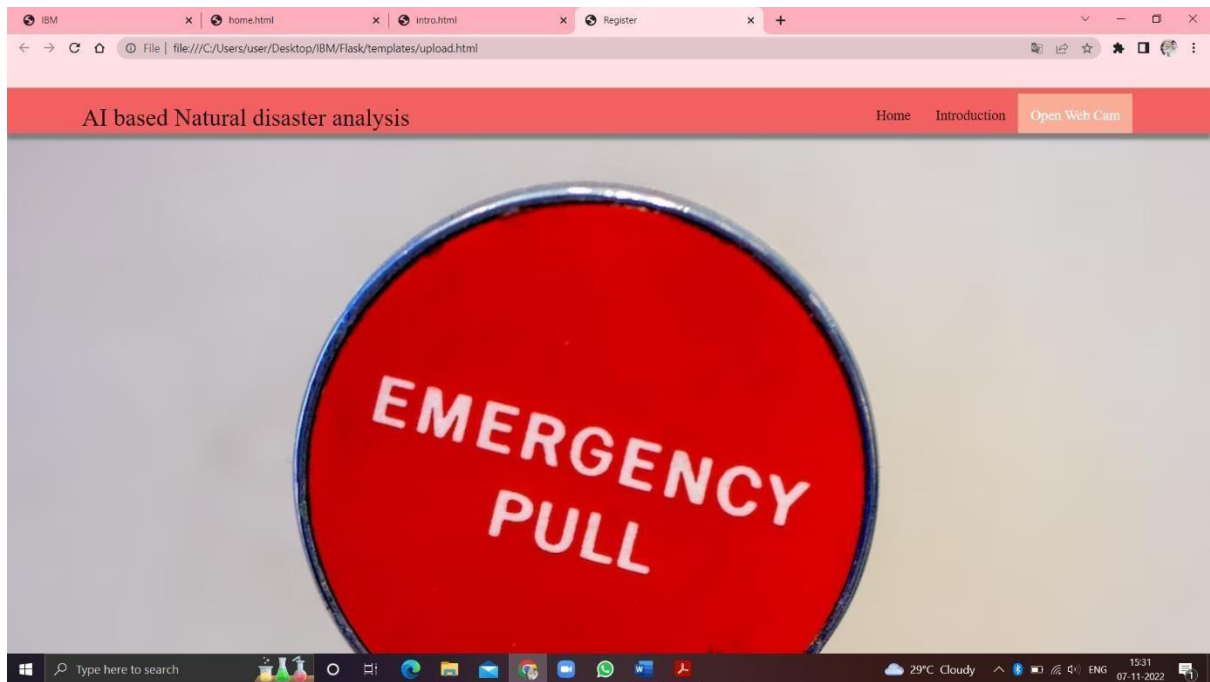 IBM
home.html
intro.html
Register
File | file:///C:/Users/user/Desktop/IBM/Flask/templates/upload.html
AI based Natural disaster analysis
Home Introduction Open Web Cam
EMERGENCY
PULL
Type here to search
29°C Cloudy
ENG
15:31
07-11-2022